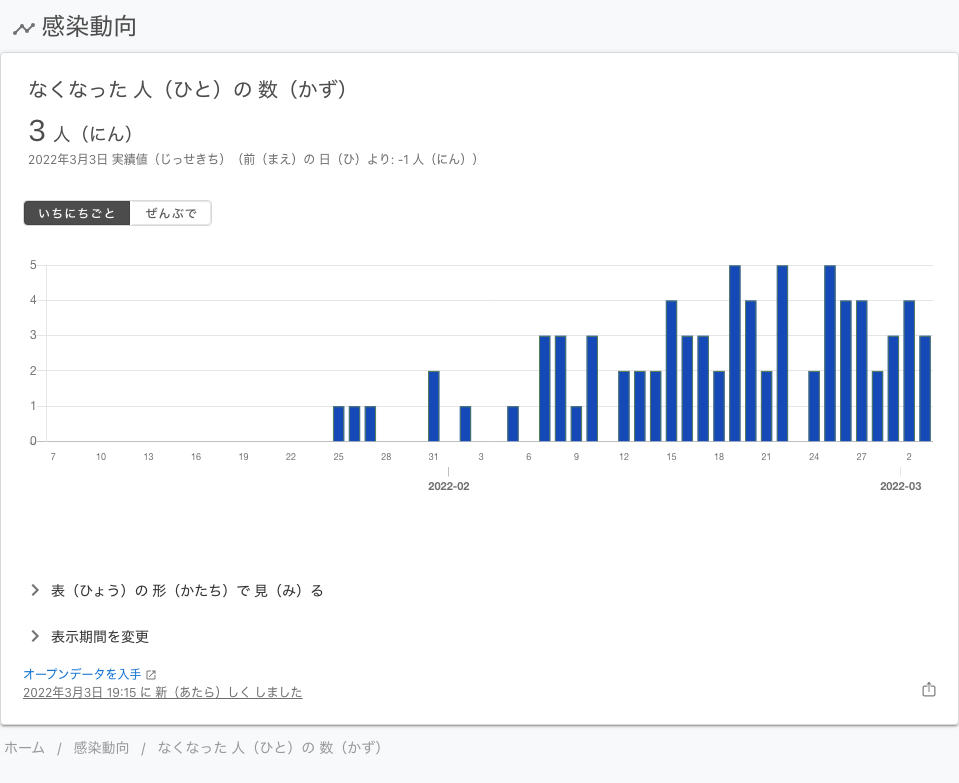 感染動向
なくなった 人（ひと）の 数（かず）
3 人（にん）
2022年3月3日 実績値（じっせきち）（前（まえ）の 日（ひ）より: -1 人（にん））
いちにちごと ぜんぶで
5
4
3
2
1
0
7 10 13 16 19 22 25 28 31 3 6 9 12 15 18 21 24 27 2
2022-02 2022-03
表（ひょう）の 形（かたち）で 見（み）る
表示期間を変更
オープンデータを入手
2022年3月3日 19:15 に 新（あたら）しく しました
ホーム / 感染動向 / なくなった 人（ひと）の 数（かず）